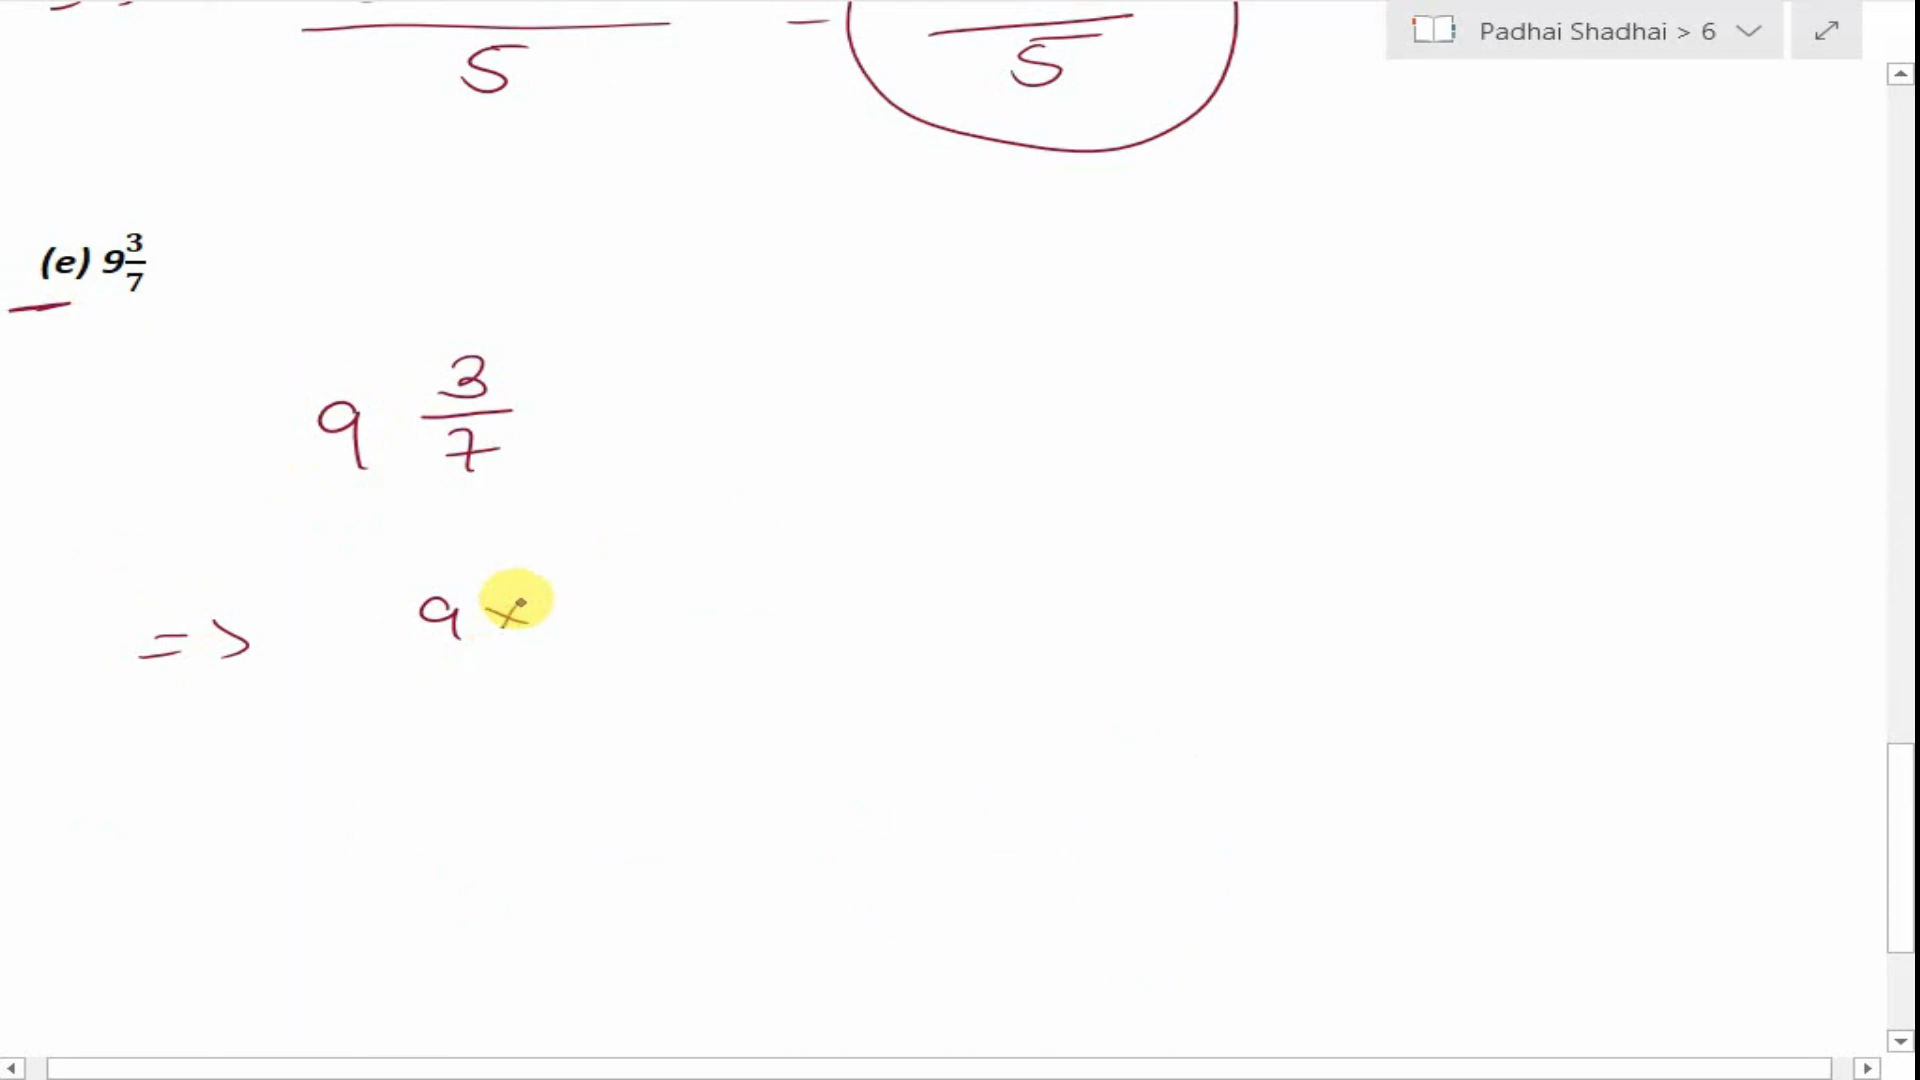 Padhai Shadhai > 6
5
5
(e) 9 3/7
9 3/7
=> 9 ×